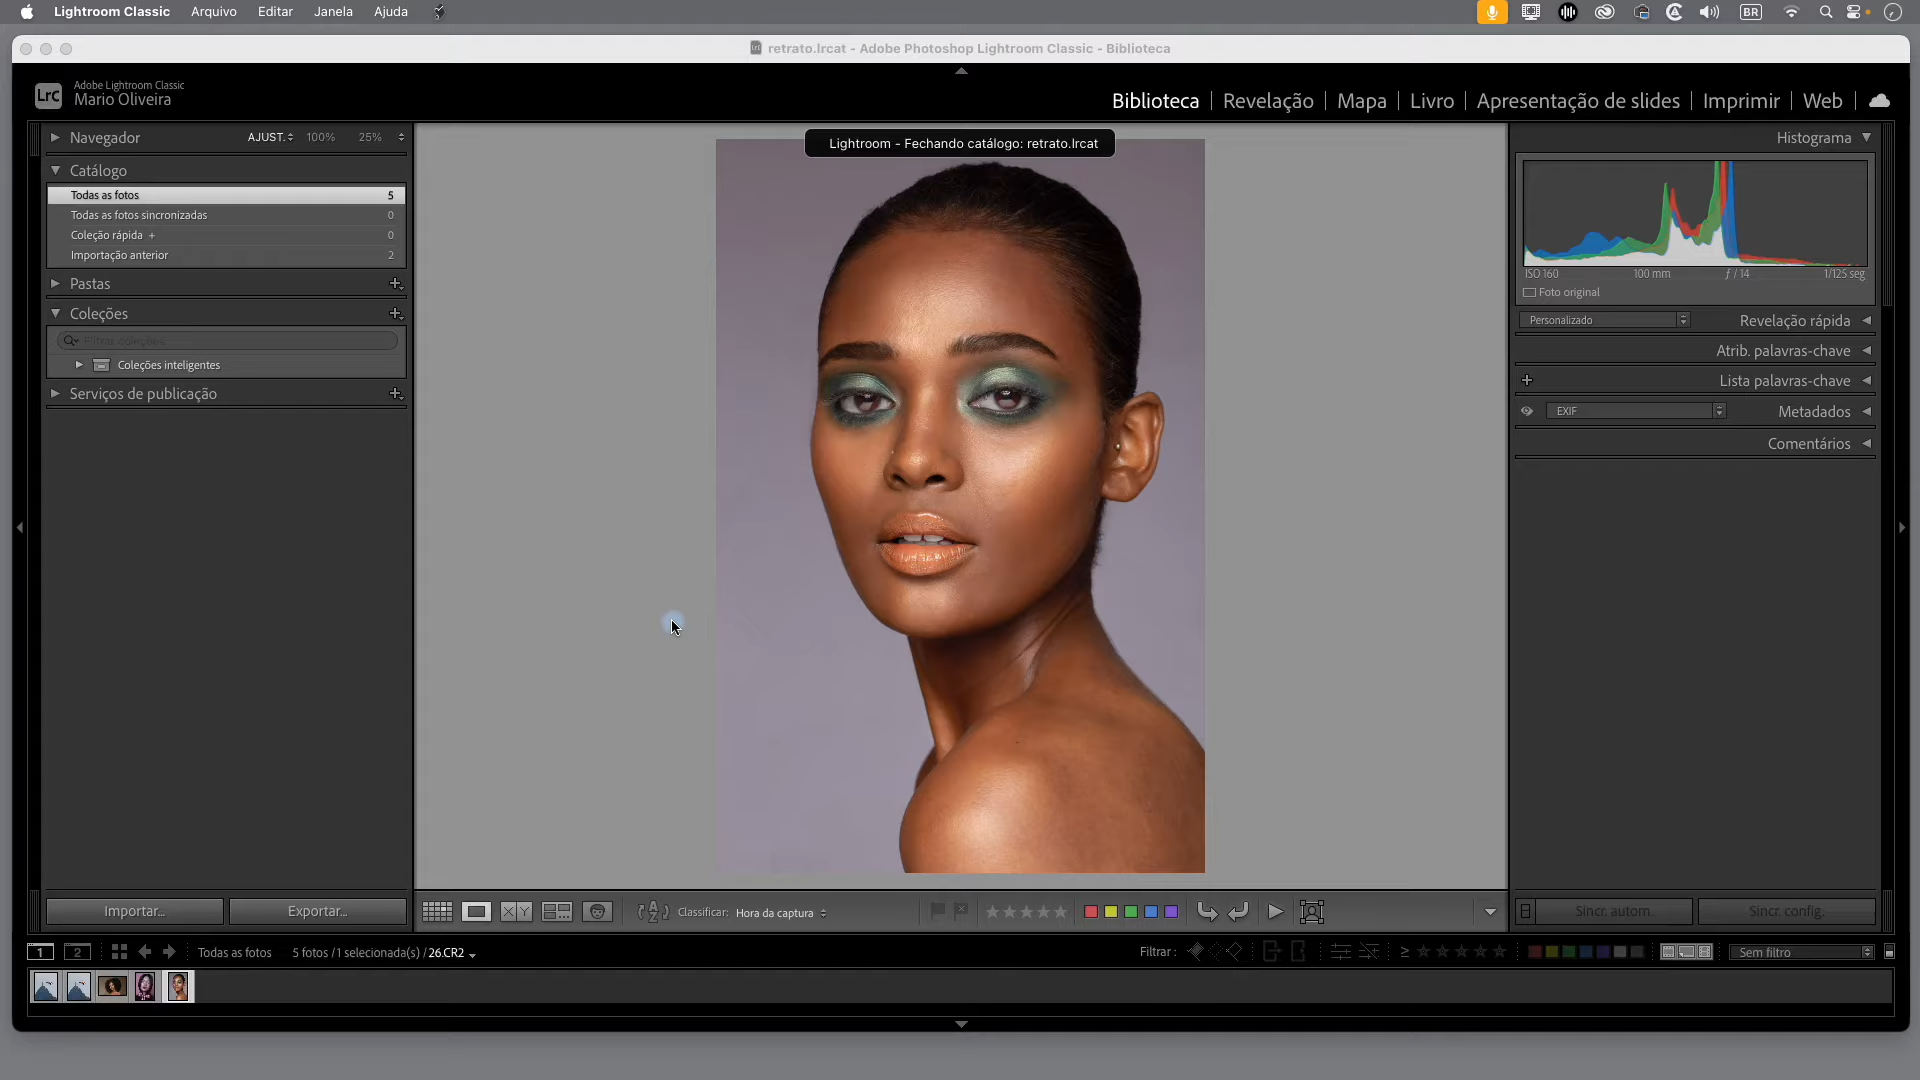 Lightroom Classic Arquivo Editar Janela Ajuda BR
retrato.lrcat - Adobe Photoshop Lightroom Classic - Biblioteca
LrC
Adobe Lightroom Classic
Mario Oliveira
Biblioteca Revelação Mapa Livro Apresentação de slides Imprimir Web
Navegador AJUST. 100% 25%
Lightroom - Fechando catálogo: retrato.lrcat
Histograma
Catálogo
Todas as fotos 5
Todas as fotos sincronizadas 0
Coleção rápida + 0
Importação anterior 2
Pastas
Coleções
Filtrar coleções
Coleções inteligentes
Serviços de publicação
ISO 160 100 mm ƒ / 14 1/125 seg
Foto original
Personalizado Revelação rápida
Atrib. palavras-chave
Lista palavras-chave
EXIF Metadados
Comentários
Importar... Exportar...
X Y
Classificar: Hora da captura
Sincr. autom. Sincr. config.
1 2 Todas as fotos 5 fotos /1 selecionada(s) /26.CR2
Filtrar : ≥ Sem filtro